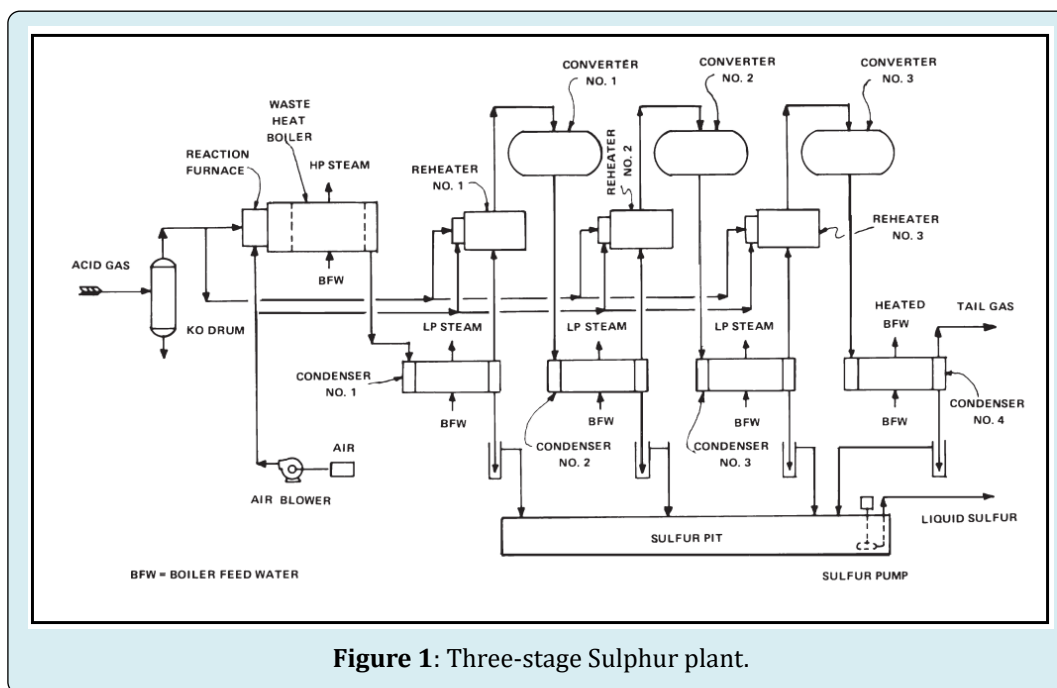 CONVERTER
NO. 1
CONVERTER
NO. 2
CONVERTER
NO. 3
WASTE
HEAT
BOILER
REACTION
FURNACE
HP STEAM
REHEATER
NO. 1
REHEATER
NO. 2
REHEATER
NO. 3
ACID GAS
BFW
KO DRUM
LP STEAM
LP STEAM
LP STEAM
HEATED
BFW
TAIL GAS
CONDENSER
NO. 1
BFW
BFW
BFW
BFW
CONDENSER
NO. 2
CONDENSER
NO. 3
CONDENSER
NO. 4
AIR
AIR BLOWER
LIQUID SULFUR
SULFUR PIT
SULFUR PUMP
BFW = BOILER FEED WATER
Figure 1: Three-stage Sulphur plant.